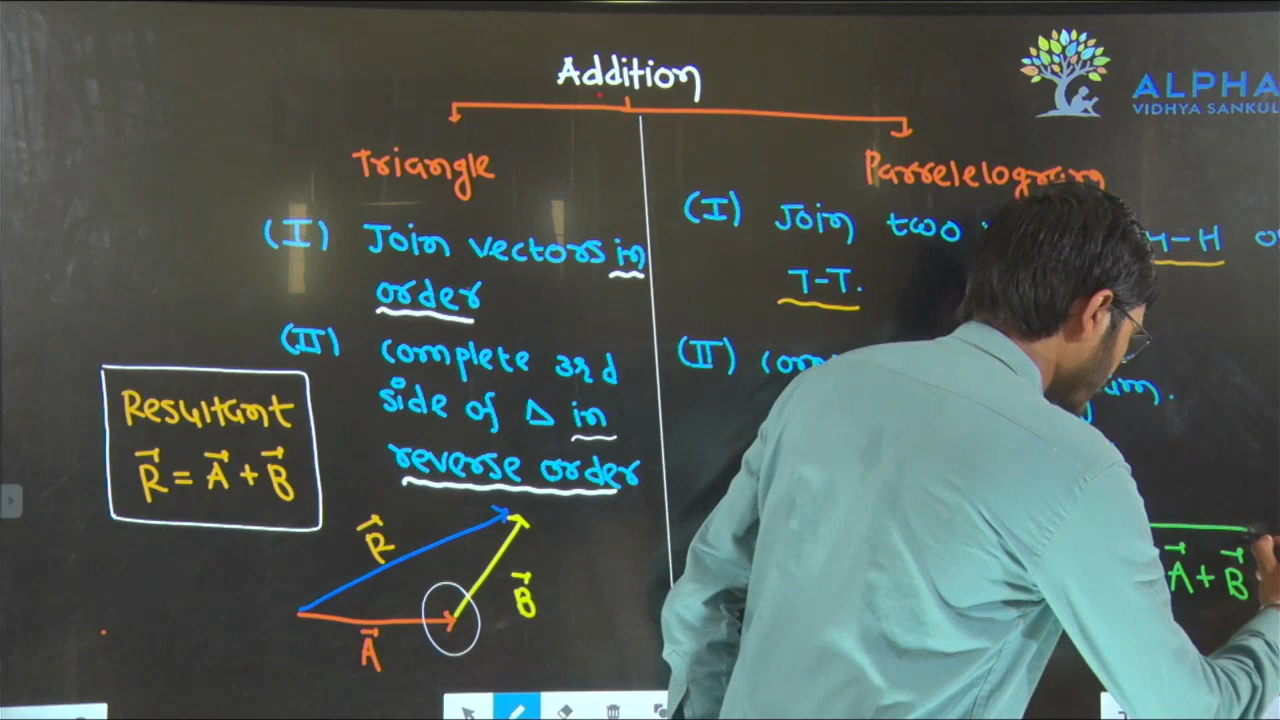 Addition
ALPHA
VIDHYA SANKUL
Triangle
(I) Join vectors in
order
(II) complete 3rd
side of Δ in
reverse order
Resultant
R⃗ = A⃗ + B⃗
R⃗
A⃗
B⃗
Parrelelogram
(I) Join two H-H
T-T.
(II)
A⃗ + B⃗